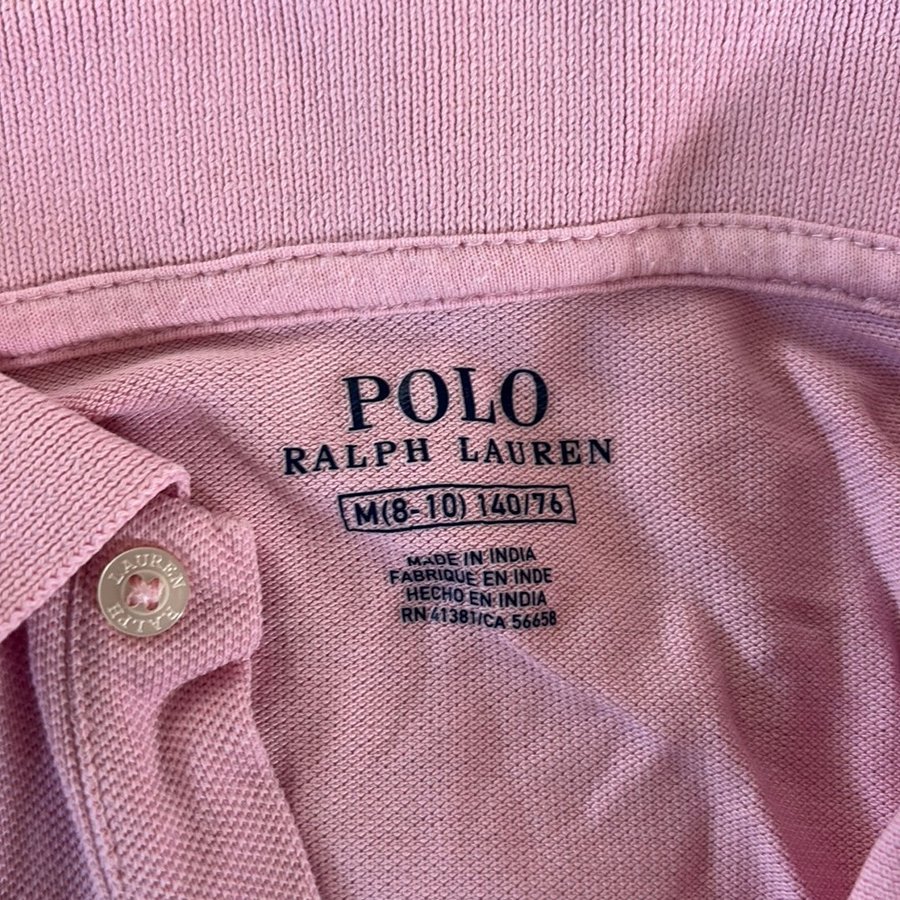 POLO
RALPH LAUREN
M(8-10) 140/76
MADE IN INDIA
FABRIQUE EN INDE
HECHO EN INDIA
RN 41381/CA 56658
RALPH LAUREN